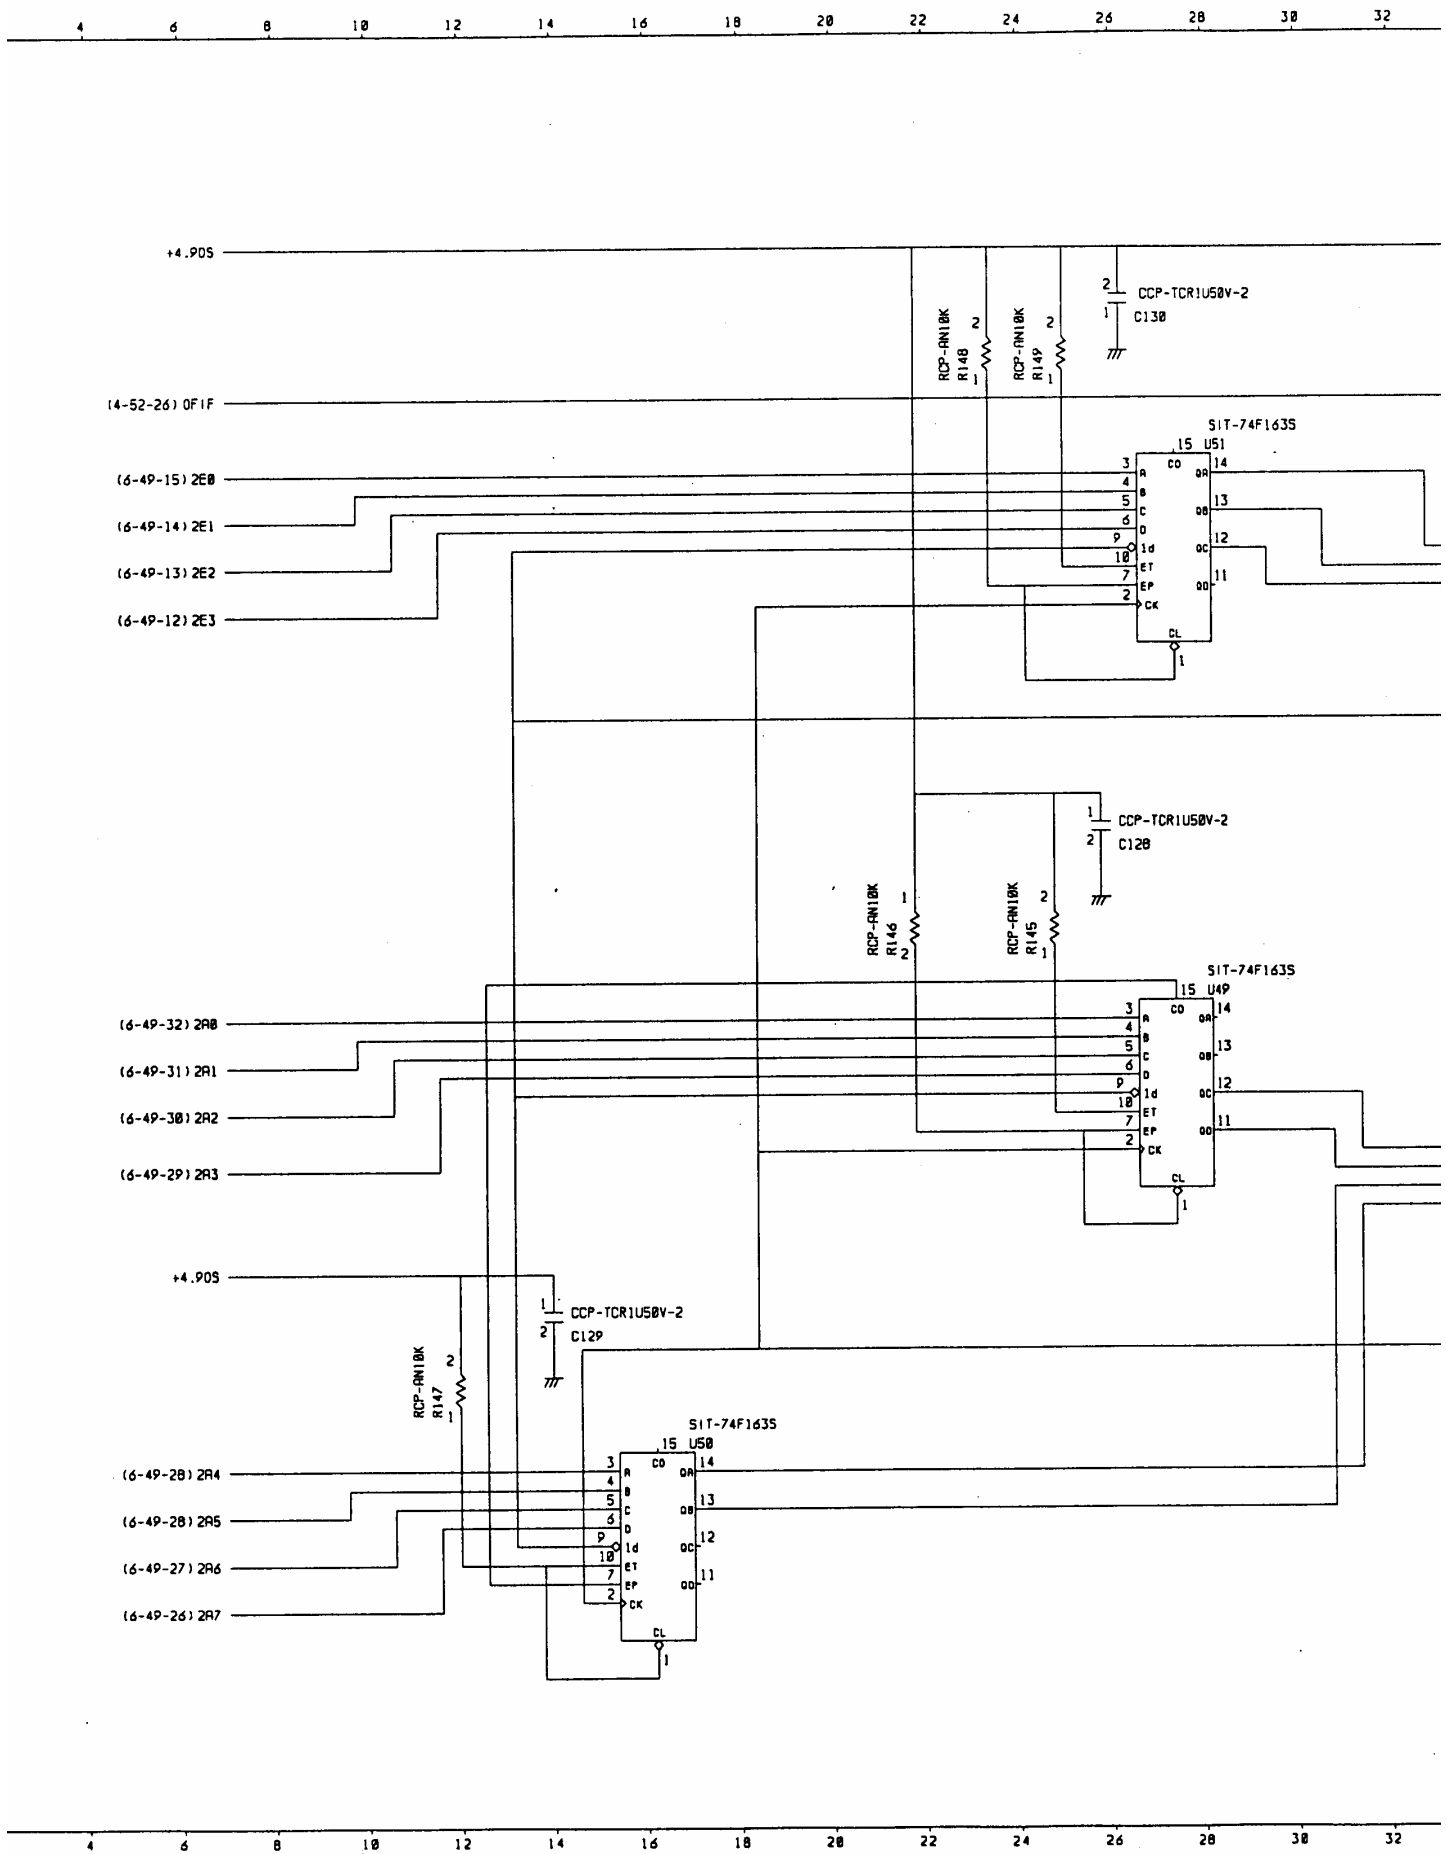 4 6 8 10 12 14 16 18 20 22 24 26 28 30 32
+4.9DS
2 CCP-TCR1U50V-2
1 C130
RCP-AN10K
R148
2
1
RCP-AN10K
R149
2
1
(4-52-26) OFIF
SIT-74F163S
15 U51
CO
(6-49-15) 2E0
3 A QA 14
4 B
(6-49-14) 2E1
5 C QB 13
6 D
9 ld QC 12
(6-49-13) 2E2
10 ET
7 EP QD 11
2 CK
(6-49-12) 2E3
CL
1
1 CCP-TCR1U50V-2
2 C128
RCP-AN10K
R146
1
2
RCP-AN10K
R145
2
1
SIT-74F163S
15 U49
CO
(6-49-32) 2A0
3 A QA 14
4 B
5 C QB 13
(6-49-31) 2A1
6 D
9 ld QC 12
10 ET
(6-49-30) 2A2
7 EP QD 11
2 CK
(6-49-29) 2A3
CL
1
+4.9DS
1 CCP-TCR1U50V-2
2 C129
RCP-AN10K
R147
2
1
SIT-74F163S
15 U50
CO
(6-49-28) 2A4
3 A QA 14
4 B
5 C QB 13
(6-49-28) 2A5
6 D
9 ld QC 12
10 ET
(6-49-27) 2A6
7 EP QD 11
2 CK
(6-49-26) 2A7
CL
1
4 6 8 10 12 14 16 18 20 22 24 26 28 30 32